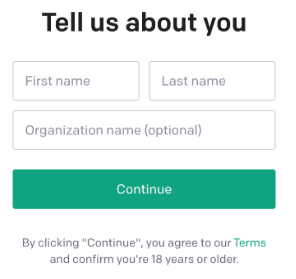 Tell us about you
First name Last name
Organization name (optional)
Continue
By clicking "Continue", you agree to our Terms
and confirm you're 18 years or older.